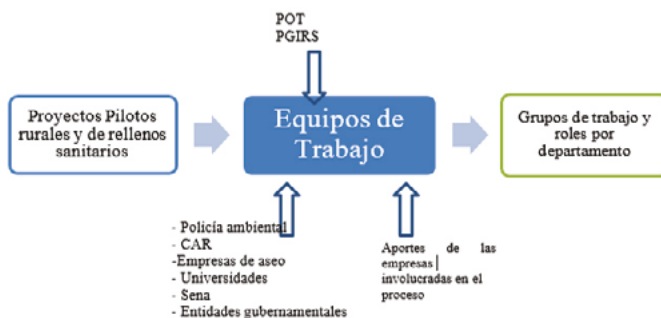 POT
PGIRS
Proyectos Pilotos
rurales y de rellenos
sanitarios
Equipos de
Trabajo
Grupos de trabajo y
roles por
departamento
- Policía ambiental
- CAR
-Empresas de aseo
- Universidades
- Sena
- Entidades gubernamentales
Aportes de las
empresas
involucradas en el
proceso